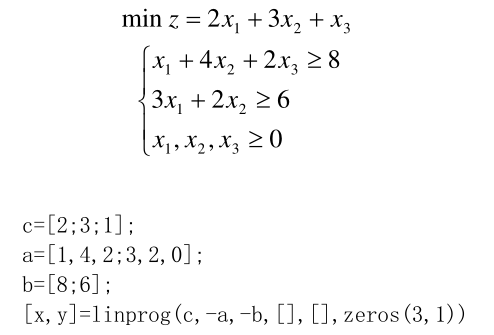 min z = 2x₁ + 3x₂ + x₃
x₁ + 4x₂ + 2x₃ ≥ 8
3x₁ + 2x₂ ≥ 6
x₁, x₂, x₃ ≥ 0
c=[2;3;1];
a=[1,4,2;3,2,0];
b=[8;6];
[x,y]=linprog(c,-a,-b,[],[],zeros(3,1))